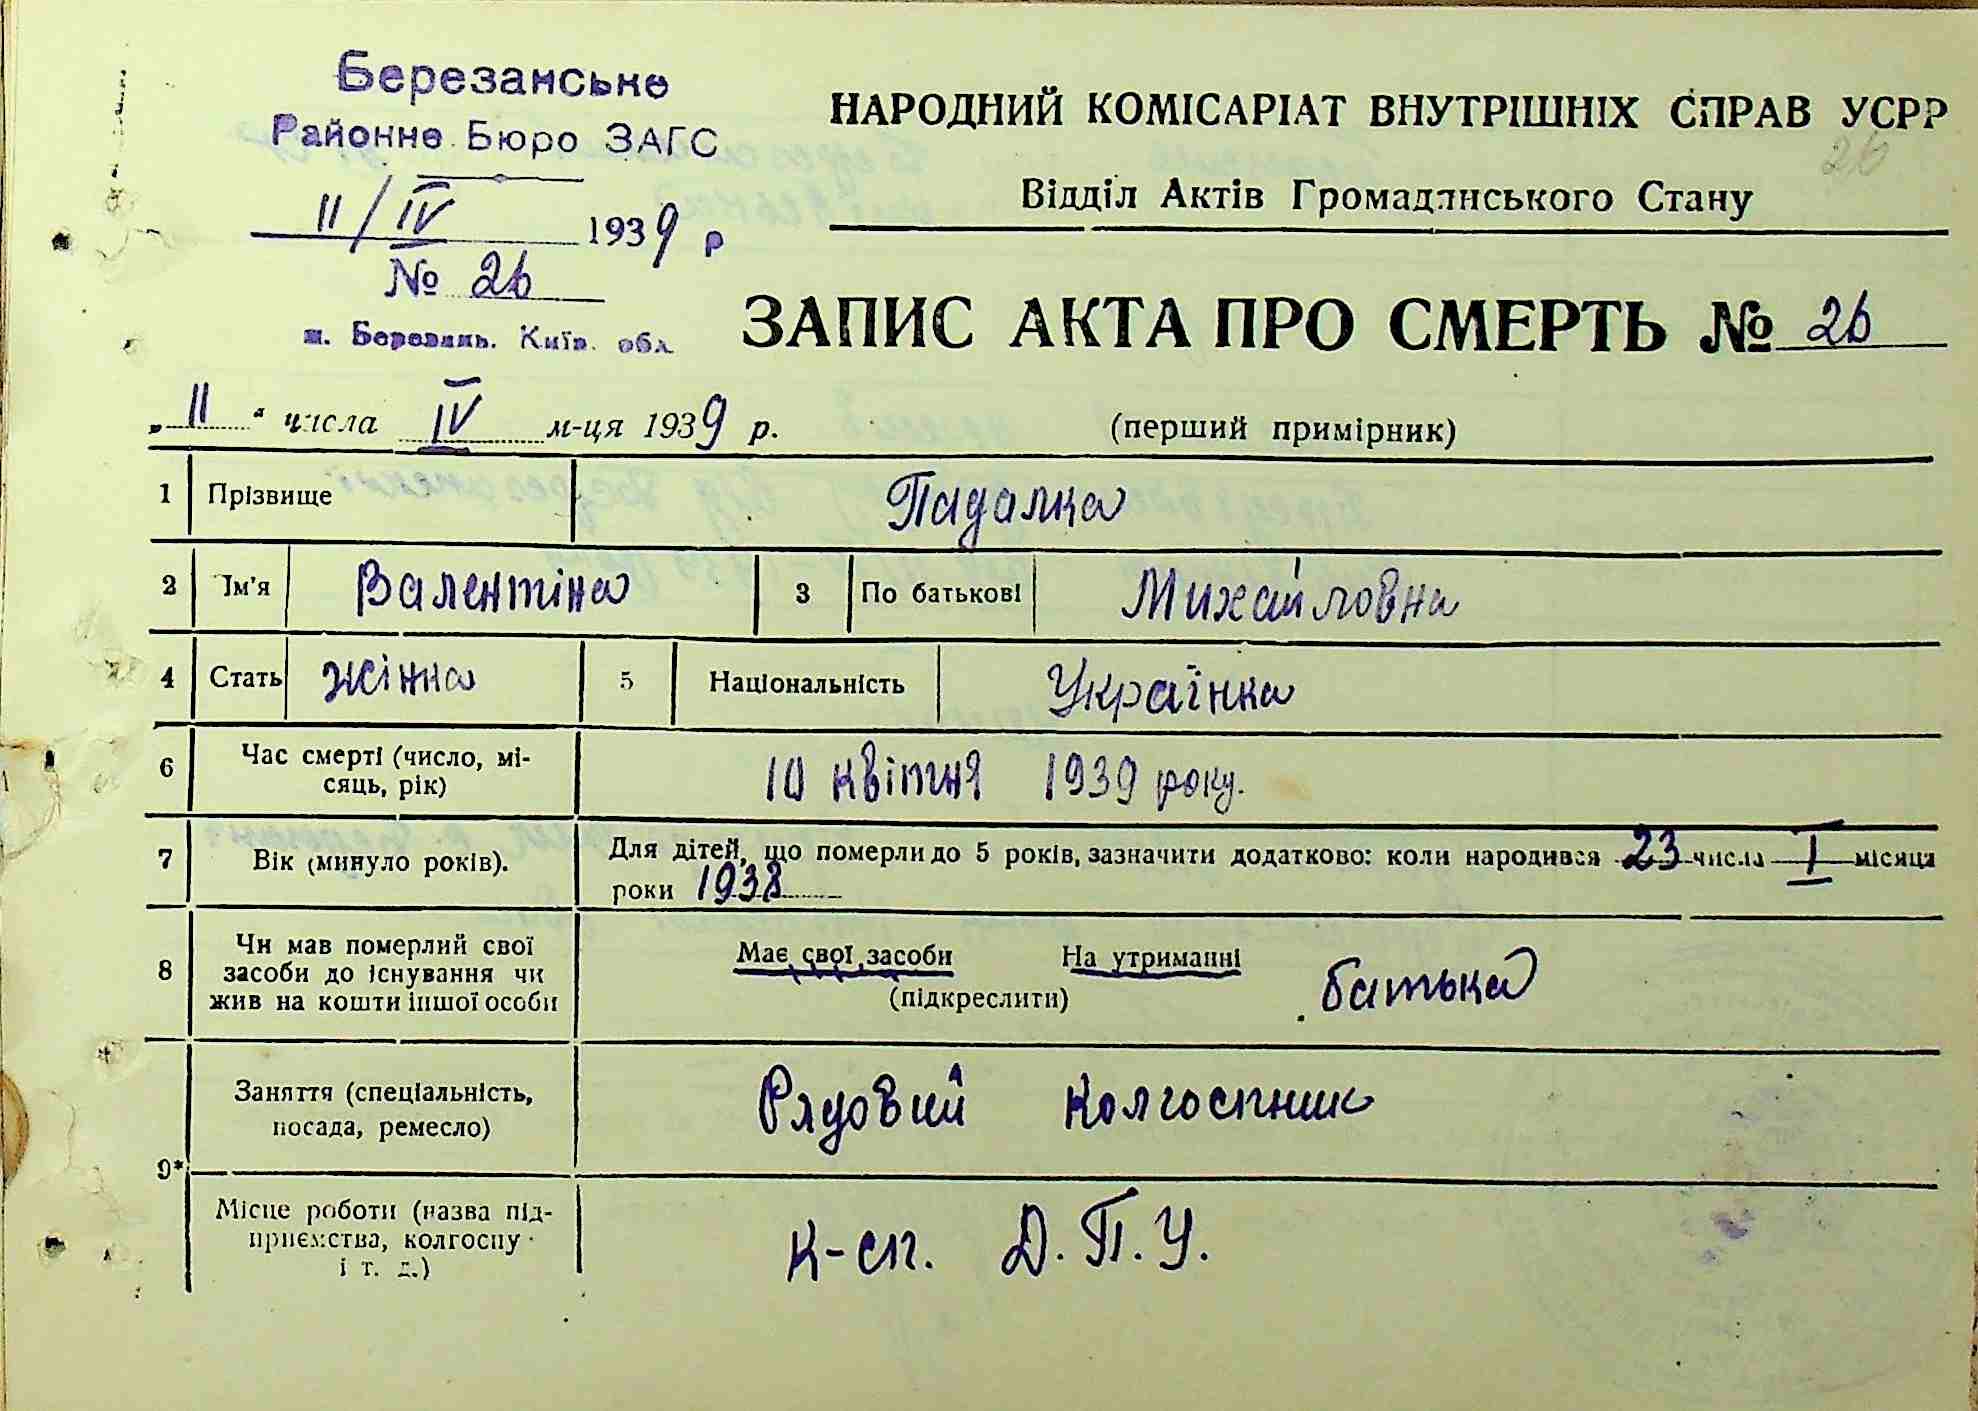 Березанське
Районне Бюро ЗАГС
11/IV 1939 р
№ 26
м. Березань. Київ. обл.
НАРОДНИЙ КОМІСАРІАТ ВНУТРІШНІХ СПРАВ УСРР
26
Відділ Актів Громадянського Стану
ЗАПИС АКТА ПРО СМЕРТЬ № 26
„11“ числа IV м-ця 1939 р. (перший примірник)
1 Прізвище Падалка
2 Ім'я Валентіна 3 По батькові Михайловна
4 Стать жінка 5 Національність Українка
6 Час смерті (число, мі-
сяць, рік) 10 квітня 1939 року.
7 Вік (минуло років). Для дітей, що померли до 5 років, зазначити додатково: коли народився 23 числа I місяця
роки 1938
8 Чи мав померлий свої
засоби до існування чи
жив на кошти іншої особи
Має свої засоби На утриманні батька
(підкреслити)
9* Заняття (спеціальність,
посада, ремесло) Рядовий Колгоспник
Місце роботи (назва під-
приємства, колгоспу
і т. д.) к-сп. Д.П.У.